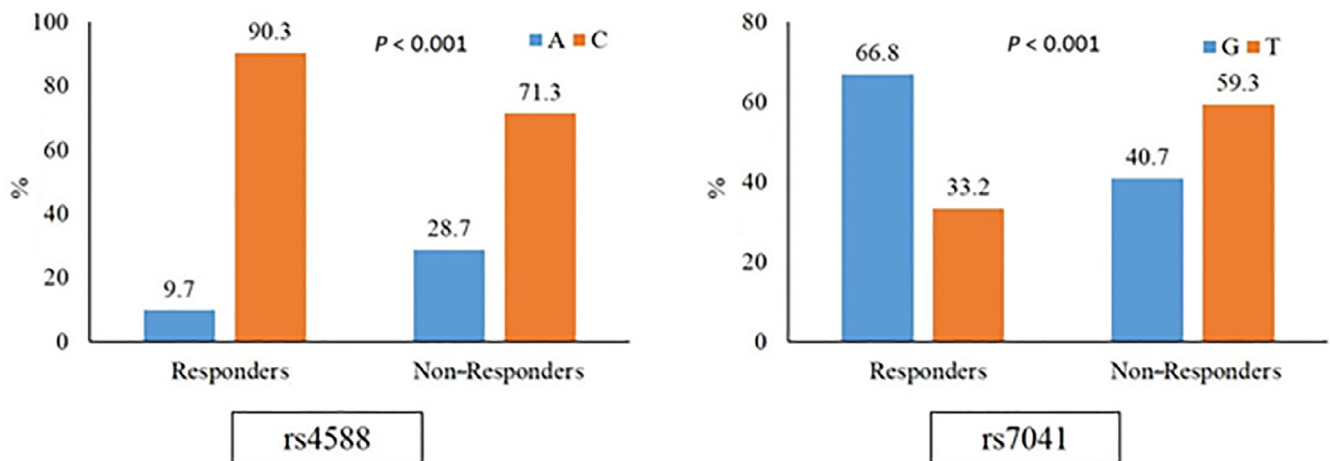 100
80
60
40
20
0
%
P < 0.001
A C
9.7
90.3
28.7
71.3
Responders Non-Responders
rs4588
80
60
40
20
0
%
P < 0.001
G T
66.8
33.2
40.7
59.3
Responders Non-Responders
rs7041